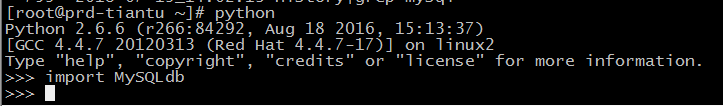 [root@prd-tiantu ~]# python
Python 2.6.6 (r266:84292, Aug 18 2016, 15:13:37)
[GCC 4.4.7 20120313 (Red Hat 4.4.7-17)] on linux2
Type "help", "copyright", "credits" or "license" for more information.
>>> import MySQLdb
>>>